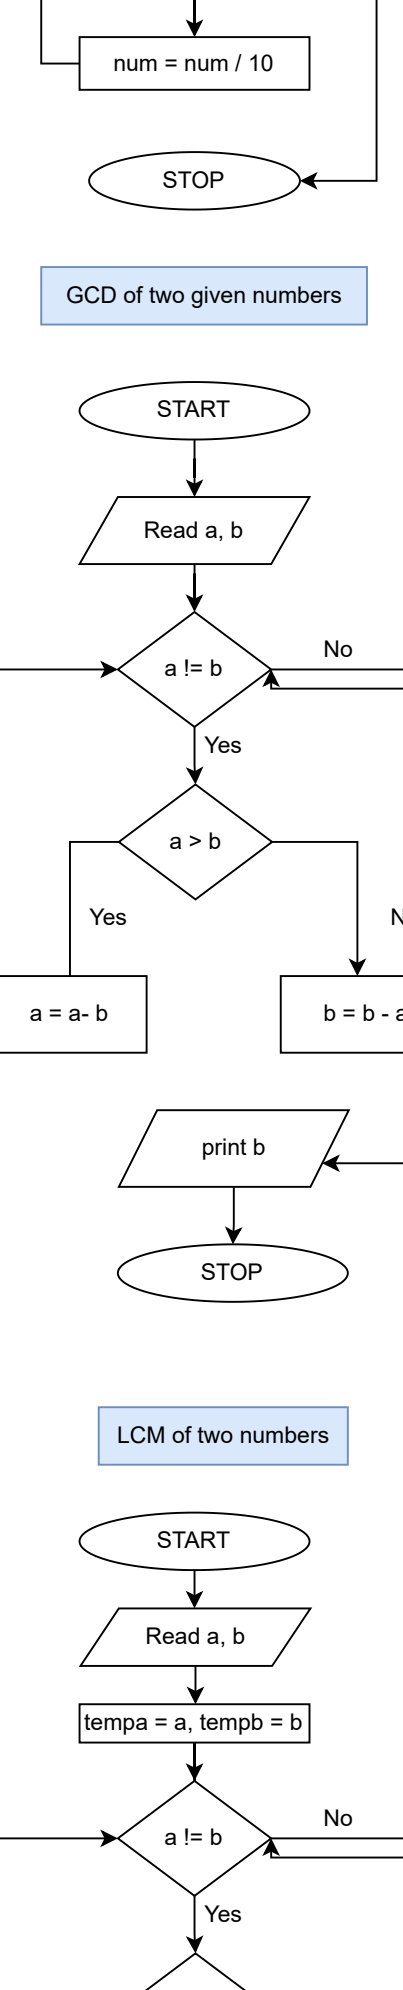 num = num / 10
STOP
GCD of two given numbers
START
Read a, b
a != b
No
Yes
a > b
Yes
N
a = a- b
b = b - a
print b
STOP
LCM of two numbers
START
Read a, b
tempa = a, tempb = b
a != b
No
Yes